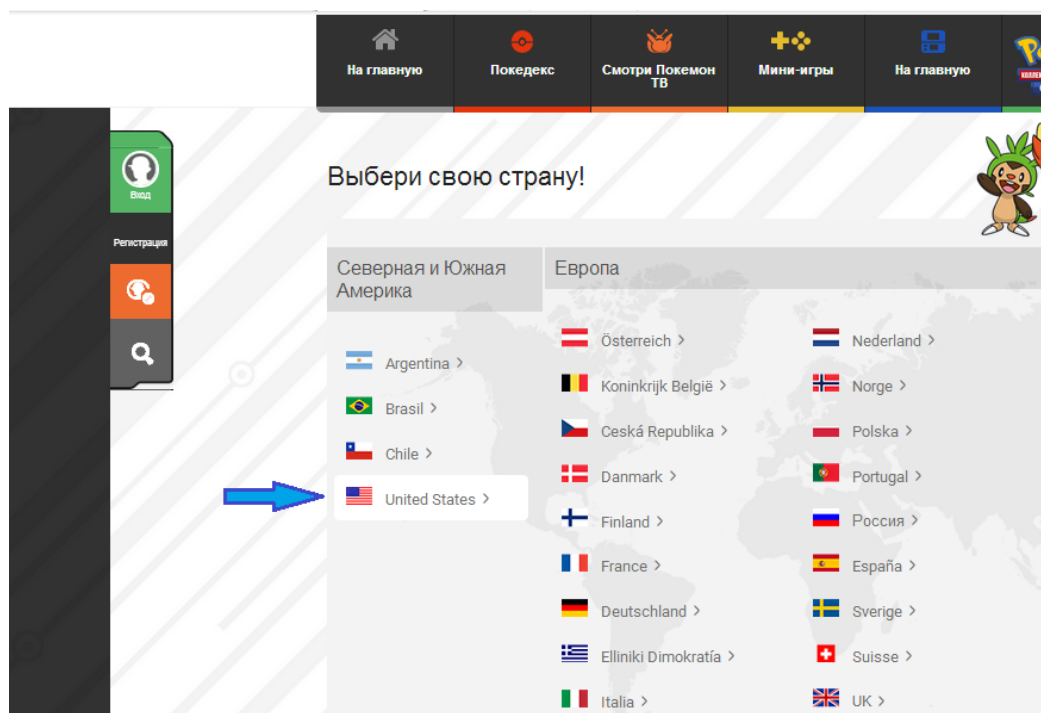 На главную
Покедекс
Смотри Покемон
ТВ
Мини-игры
На главную
Вход
Регистрация
Выбери свою страну!
Северная и Южная
Америка
Argentina >
Brasil >
Chile >
United States >
Европа
Österreich >
Koninkrijk België >
Ceská Republika >
Danmark >
Finland >
France >
Deutschland >
Elliniki Dimokratía >
Italia >
Nederland >
Norge >
Polska >
Portugal >
Россия >
España >
Sverige >
Suisse >
UK >